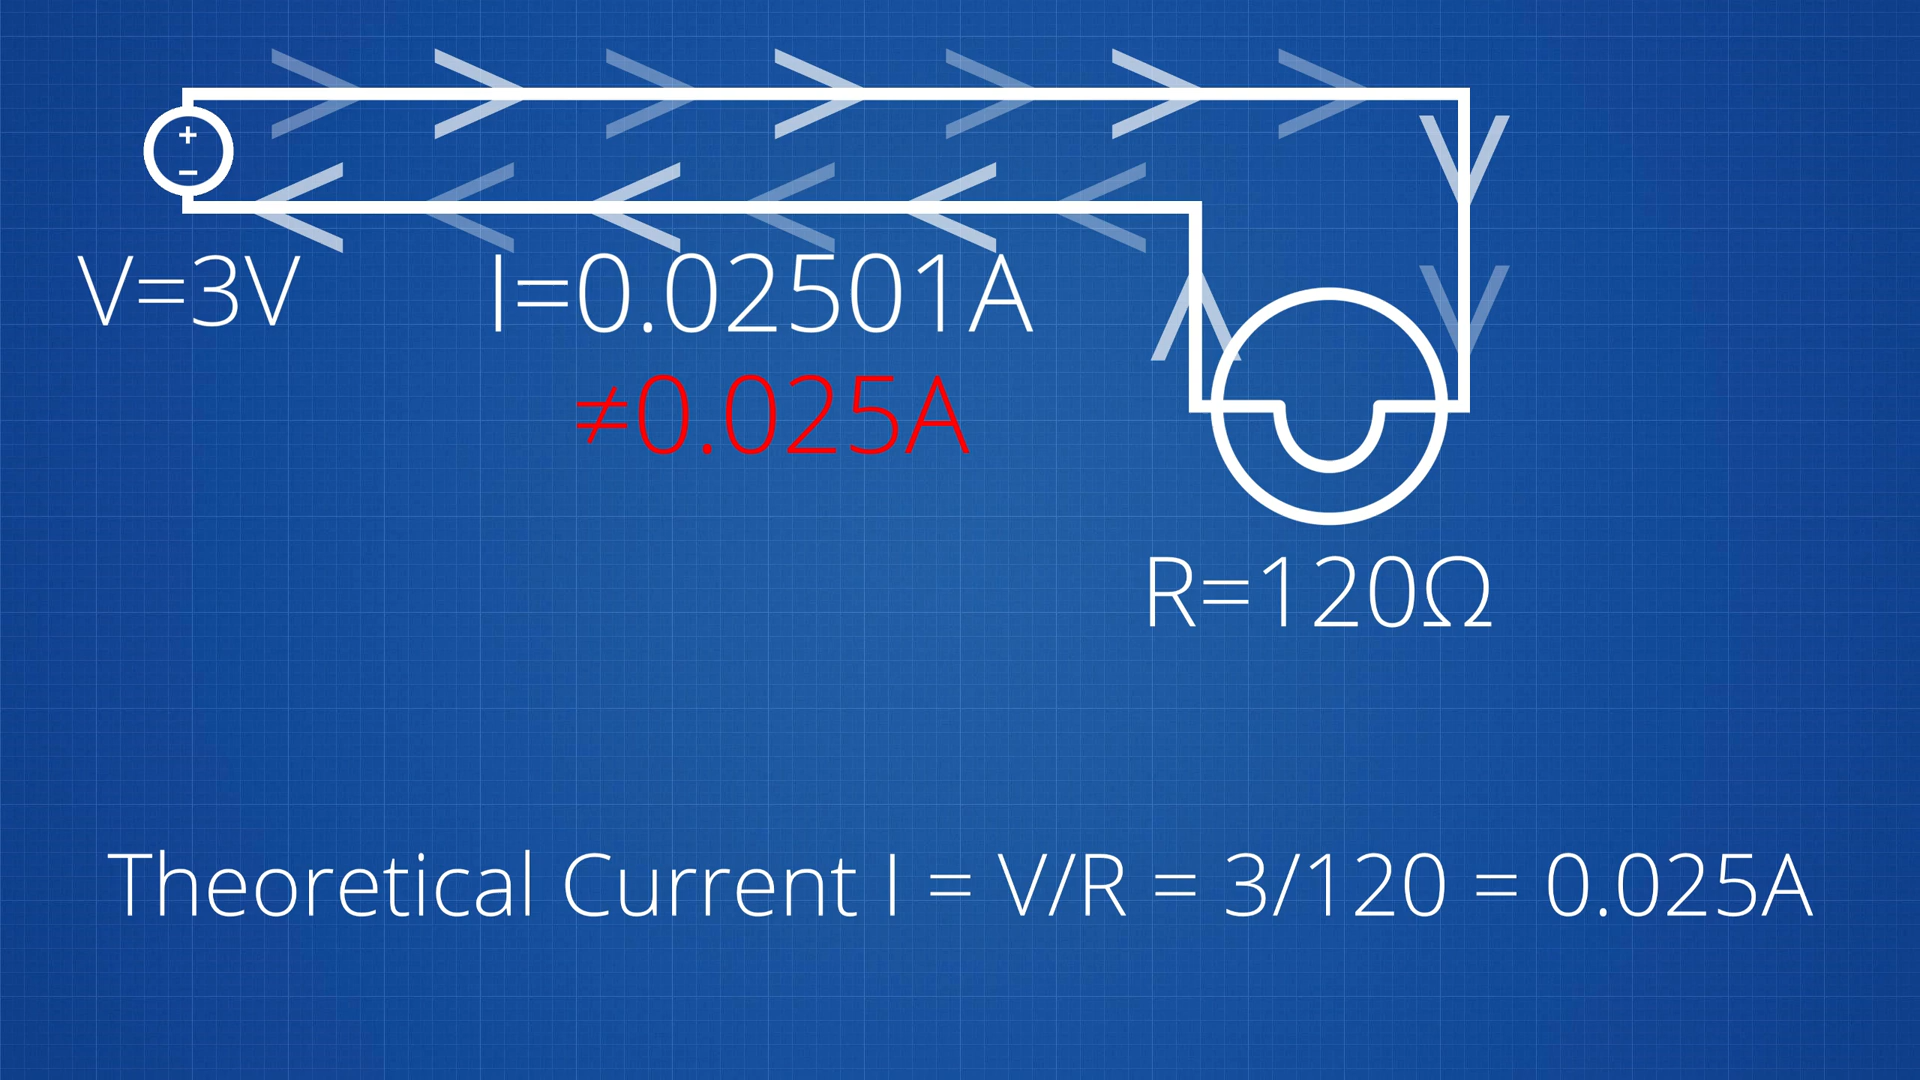 +
−
V=3V
I=0.02501A
≠0.025A
R=120Ω
Theoretical Current I = V/R = 3/120 = 0.025A